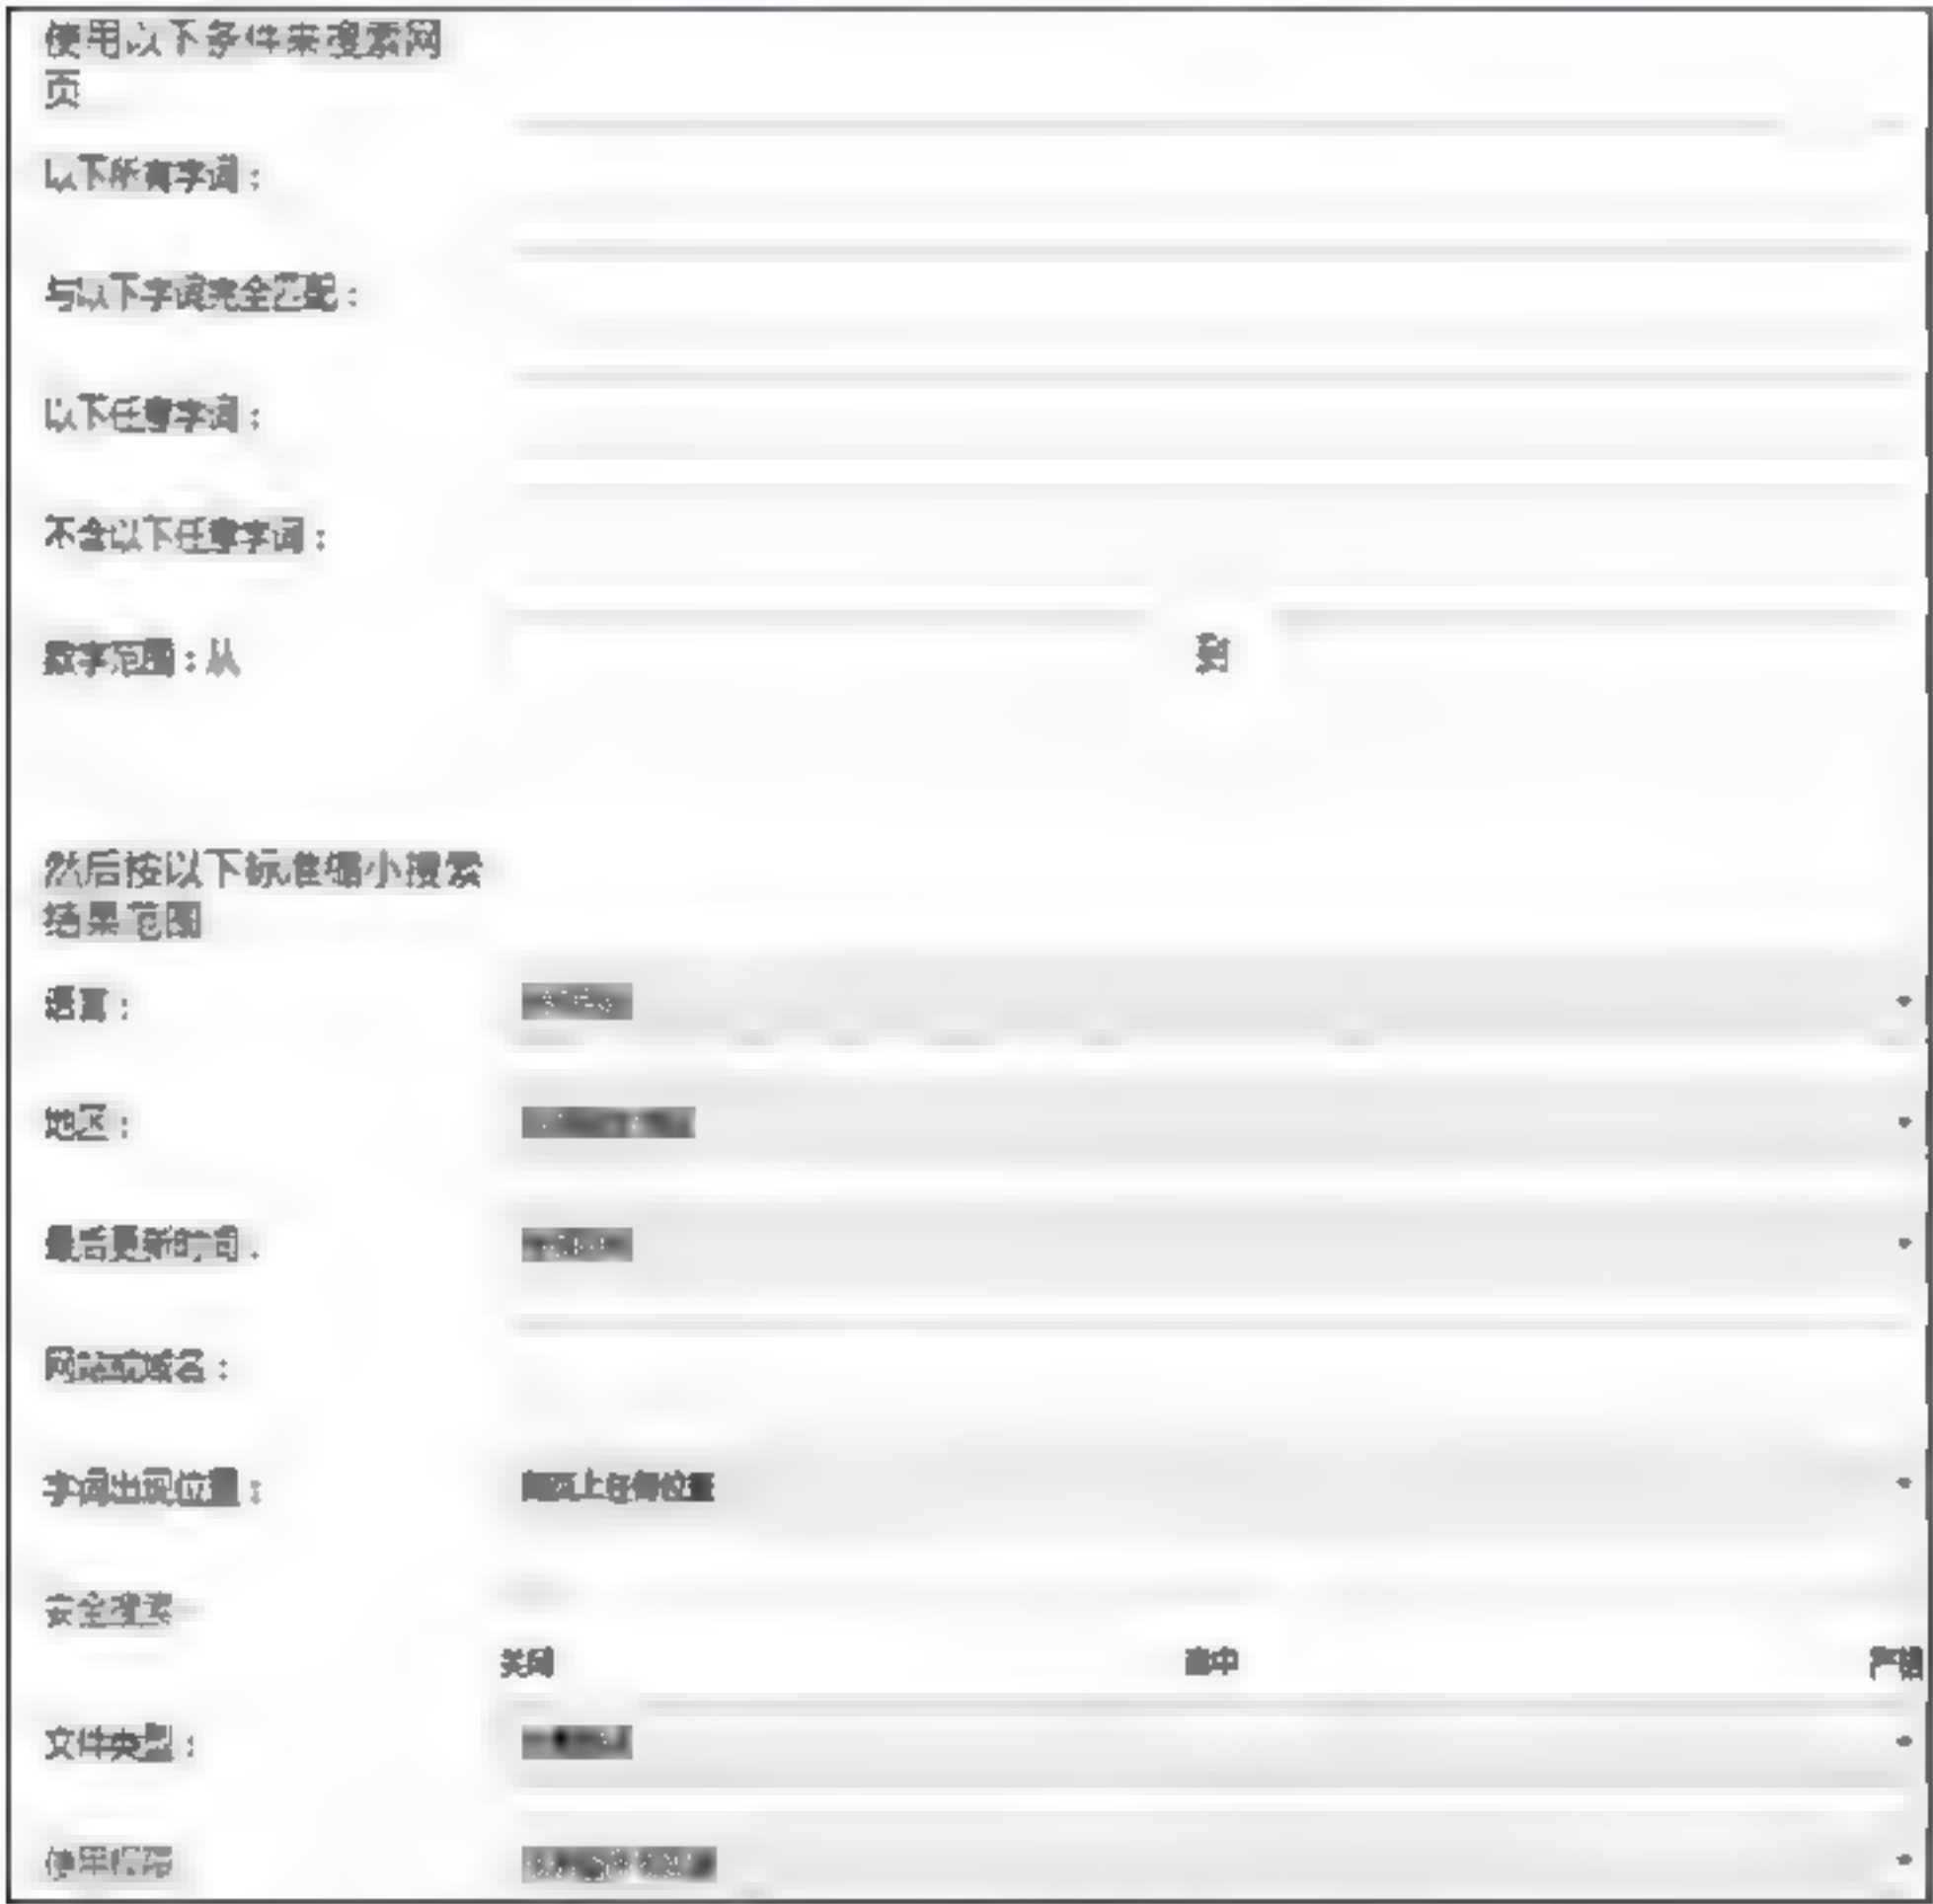 使用以下条件来搜索网
页
以下所有字词：
与以下字词完全匹配：
以下任意字词：
不含以下任意字词：
数字范围：从
到
然后按以下标准缩小搜索
结果范围
语言：
地区：
最后更新时间：
网站或域名：
字词出现位置：
网页上任何位置
安全搜索
关闭
适中
严格
文件类型：
使用权限